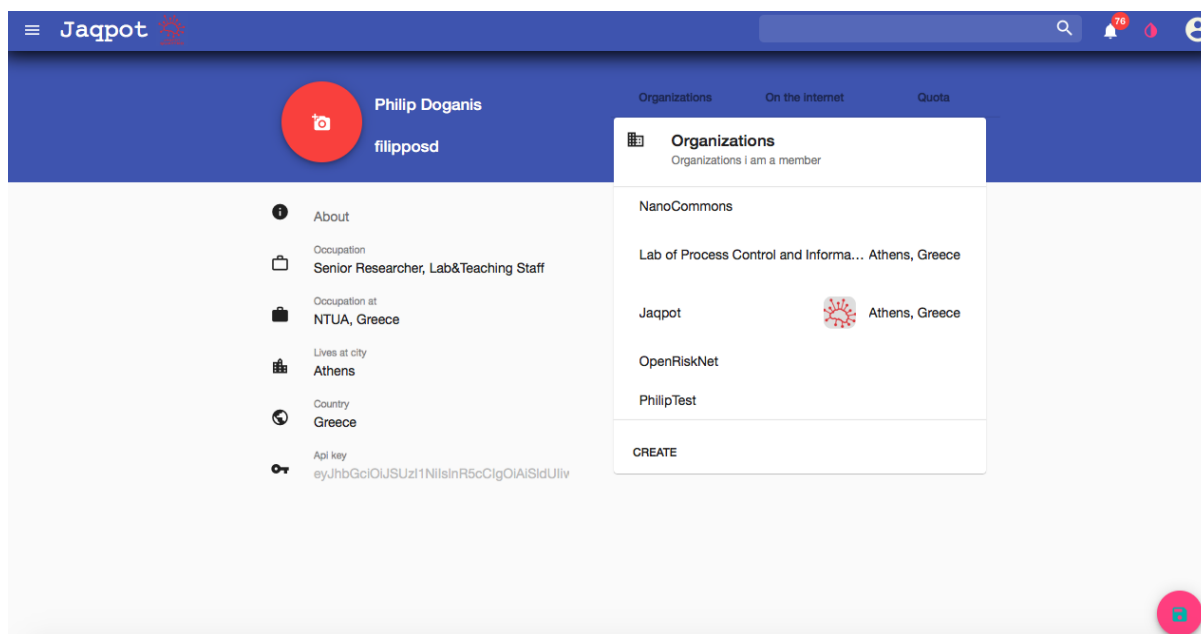 Jaqpot
76
Philip Doganis
filipposd
Organizations On the internet Quota
Organizations
Organizations i am a member
NanoCommons
Lab of Process Control and Informa... Athens, Greece
Jaqpot Athens, Greece
OpenRiskNet
PhilipTest
CREATE
About
Occupation
Senior Researcher, Lab&Teaching Staff
Occupation at
NTUA, Greece
Lives at city
Athens
Country
Greece
Api key